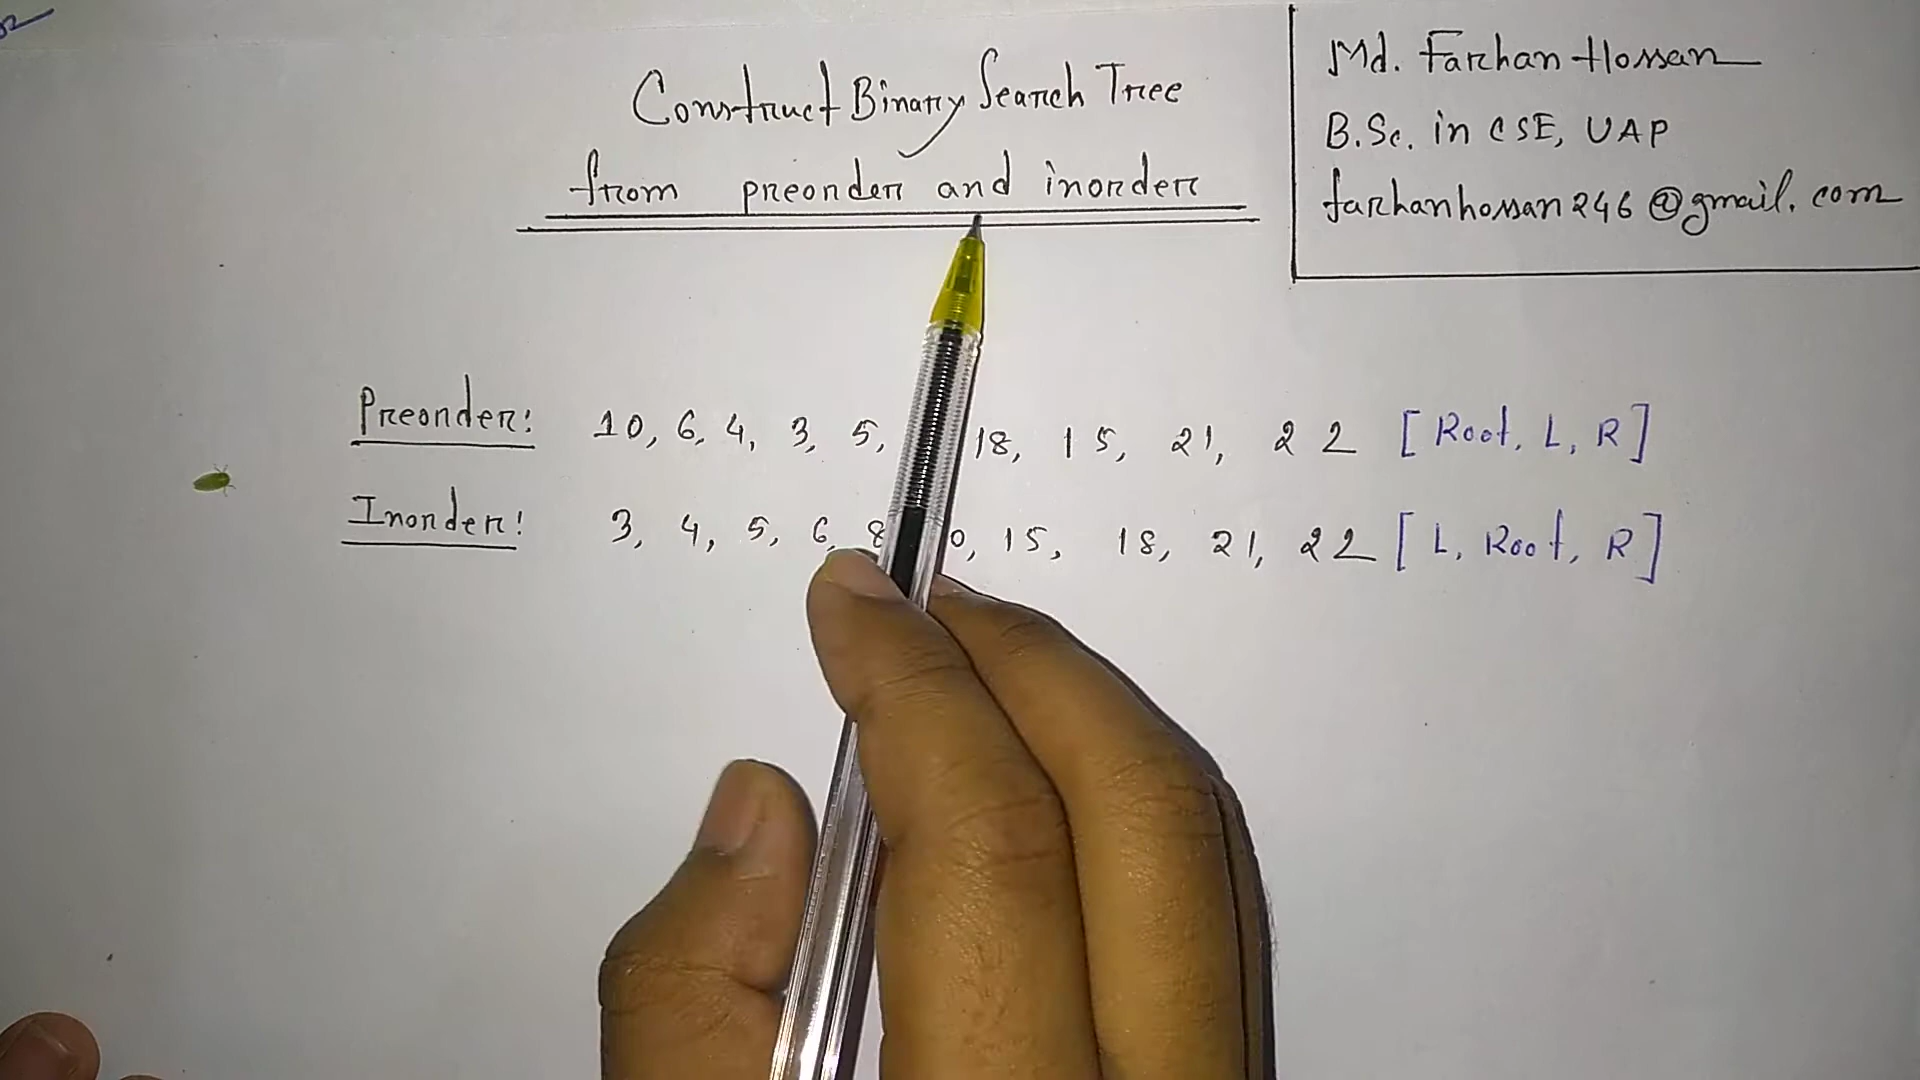 Construct Binary Search Tree
from preorder and inorder
Md. Farhan Hossan
B.Sc. in CSE, UAP
farhanhossan246@gmail.com
Preorder: 10, 6, 4, 3, 5, 18, 15, 21, 22 [Root, L, R]
Inorder: 3, 4, 5, 6, 8 0, 15, 18, 21, 22 [L, Root, R]